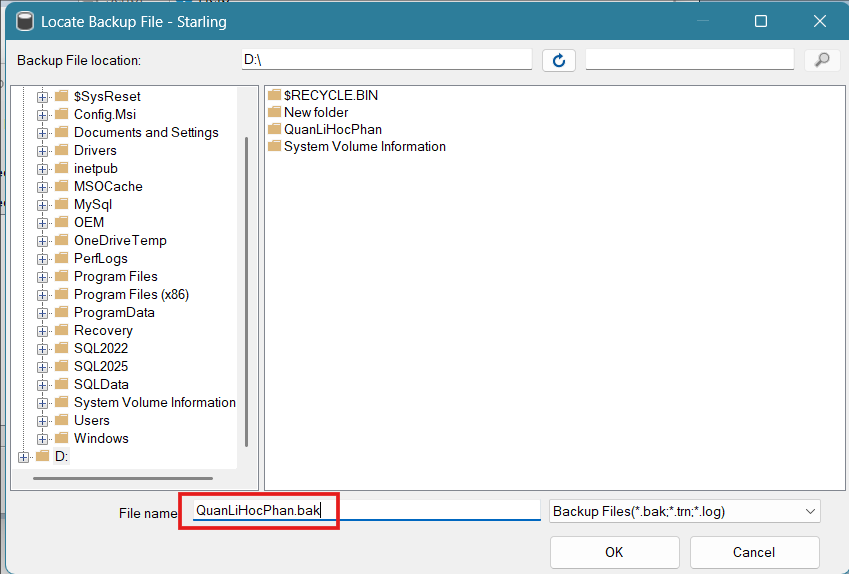 Locate Backup File - Starling
Backup File location:
D:\
$SysReset
Config.Msi
Documents and Settings
Drivers
inetpub
MSOCache
MySql
OEM
OneDriveTemp
PerfLogs
Program Files
Program Files (x86)
ProgramData
Recovery
SQL2022
SQL2025
SQLData
System Volume Information
Users
Windows
D:
$RECYCLE.BIN
New folder
QuanLiHocPhan
System Volume Information
File name:
QuanLiHocPhan.bak
Backup Files(*.bak;*.trn;*.log)
OK
Cancel